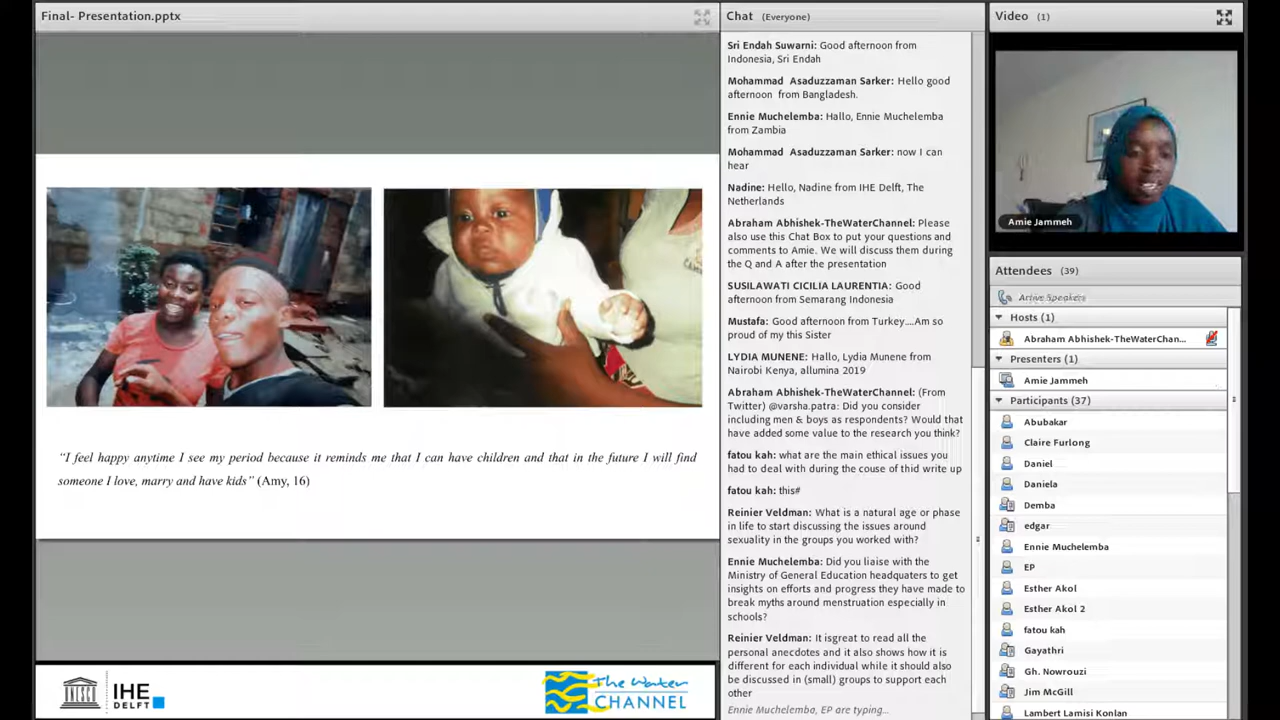 Final- Presentation.pptx
“I feel happy anytime I see my period because it reminds me that I can have children and that in the future I will find
someone I love, marry and have kids” (Amy, 16)
UNESCO
IHE
DELFT
The Water
CHANNEL
Chat (Everyone)
Sri Endah Suwarni: Good afternoon from
Indonesia, Sri Endah
Mohammad Asaduzzaman Sarker: Hello good
afternoon from Bangladesh.
Ennie Muchelemba: Hallo, Ennie Muchelemba
from Zambia
Mohammad Asaduzzaman Sarker: now I can
hear
Nadine: Hello, Nadine from IHE Delft, The
Netherlands
Abraham Abhishek-TheWaterChannel: Please
also use this Chat Box to put your questions and
comments to Amie. We will discuss them during
the Q and A after the presentation
SUSILAWATI CICILIA LAURENTIA: Good
afternoon from Semarang Indonesia
Mustafa: Good afternoon from Turkey....Am so
proud of my this Sister
LYDIA MUNENE: Hallo, Lydia Munene from
Nairobi Kenya, allumina 2019
Abraham Abhishek-TheWaterChannel: (From
Twitter) @varsha.patra: Did you consider
including men & boys as respondents? Would that
have added some value to the research you think?
fatou kah: what are the main ethical issues you
had to deal with during the couse of thid write up
fatou kah: this#
Reinier Veldman: What is a natural age or phase
in life to start discussing the issues around
sexuality in the groups you worked with?
Ennie Muchelemba: Did you liaise with the
Ministry of General Education headquaters to get
insights on efforts and progress they have made to
break myths around menstruation especially in
schools?
Reinier Veldman: It isgreat to read all the
personal anecdotes and it also shows how it is
different for each individual while it should also
be discussed in (small) groups to support each
other
Ennie Muchelemba, EP are typing...
Video (1)
Amie Jammeh
Attendees (39)
Active Speakers
Hosts (1)
Abraham Abhishek-TheWaterChan...
Presenters (1)
Amie Jammeh
Participants (37)
Abubakar
Claire Furlong
Daniel
Daniela
Demba
edgar
Ennie Muchelemba
EP
Esther Akol
Esther Akol 2
fatou kah
Gayathri
Gh. Nowrouzi
Jim McGill
Lambert Lamisi Konlan